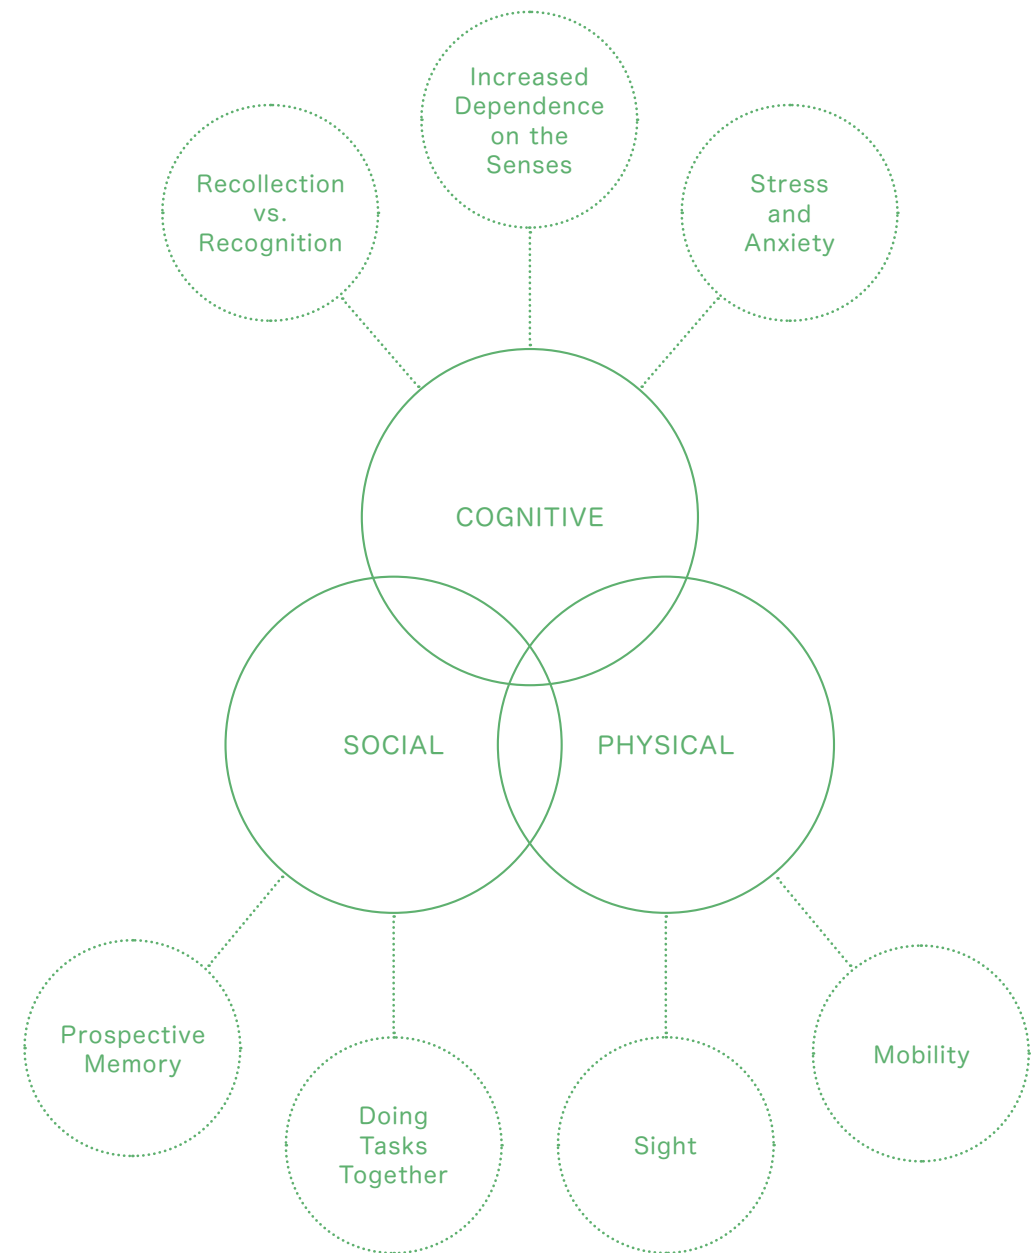 Increased
Dependence
on the
Senses
Recollection
vs.
Recognition
Stress
and
Anxiety
COGNITIVE
SOCIAL
PHYSICAL
Prospective
Memory
Doing
Tasks
Together
Sight
Mobility